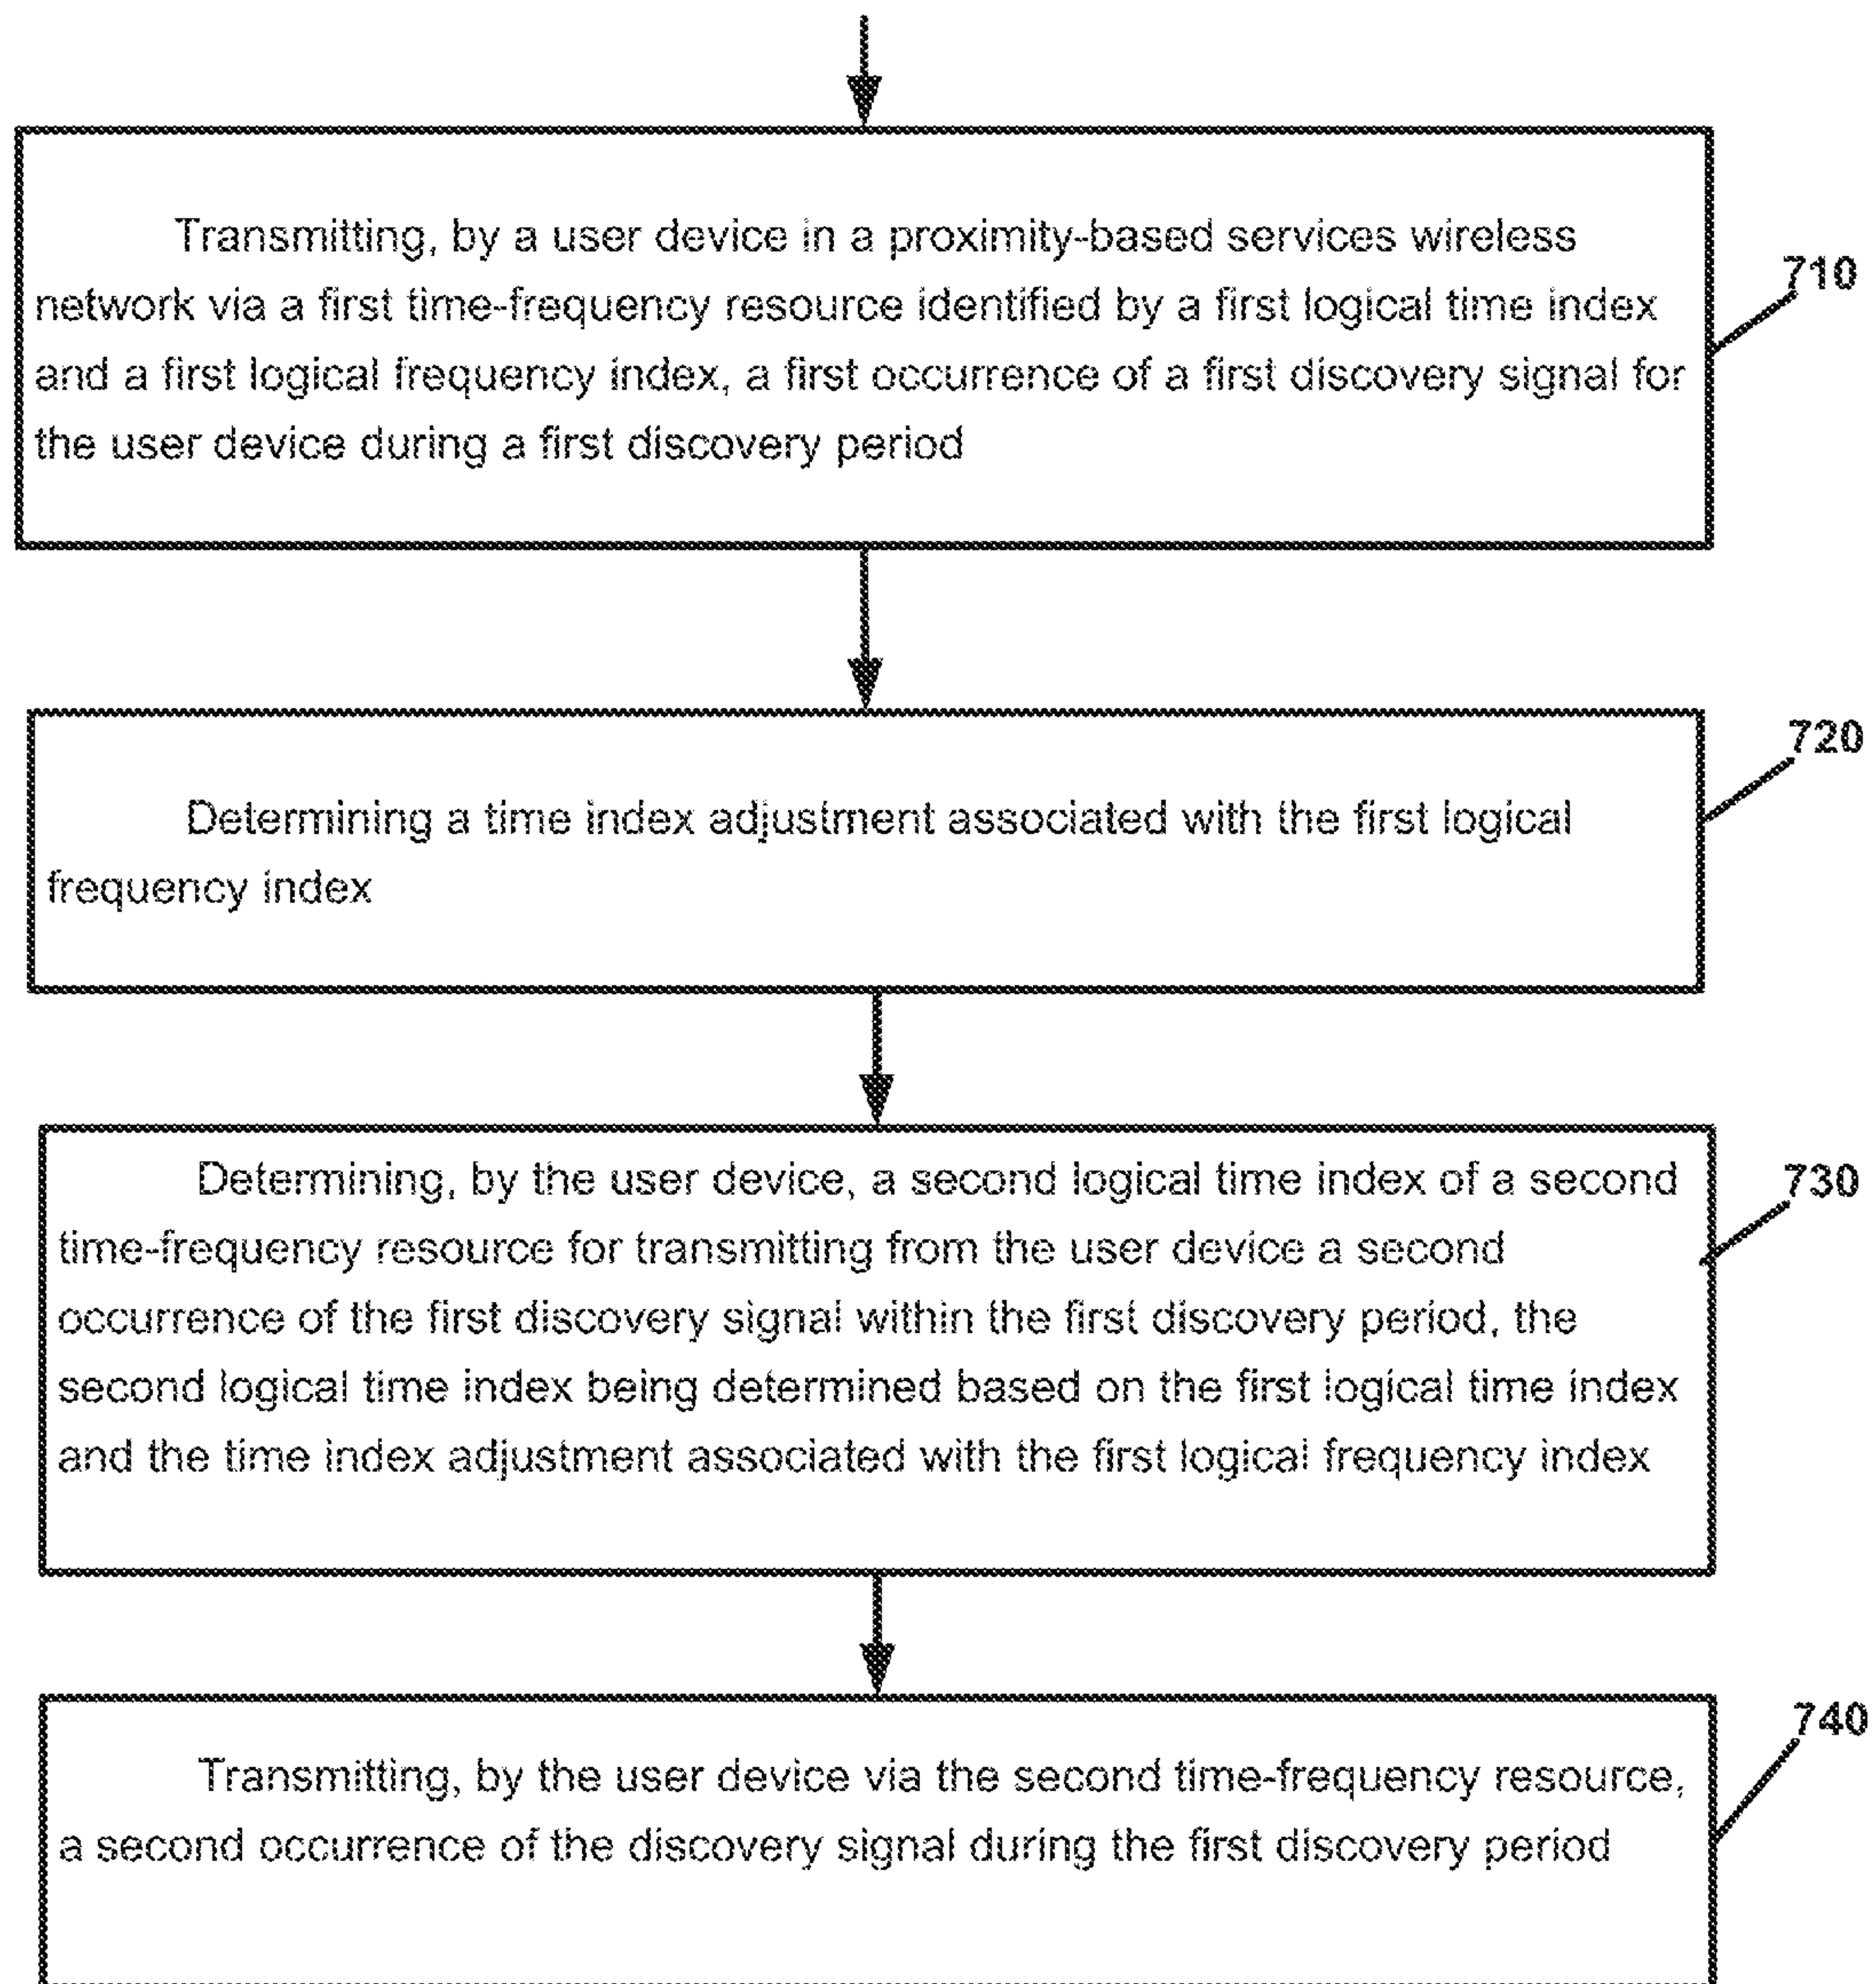 Transmitting, by a user device in a proximity-based services wireless
network via a first time-frequency resource identified by a first logical time index
and a first logical frequency index, a first occurrence of a first discovery signal for
the user device during a first discovery period
710
Determining a time index adjustment associated with the first logical
frequency index
720
Determining, by the user device, a second logical time index of a second
time-frequency resource for transmitting from the user device a second
occurrence of the first discovery signal within the first discovery period, the
second logical time index being determined based on the first logical time index
and the time index adjustment associated with the first logical frequency index
730
Transmitting, by the user device via the second time-frequency resource,
a second occurrence of the discovery signal during the first discovery period
740